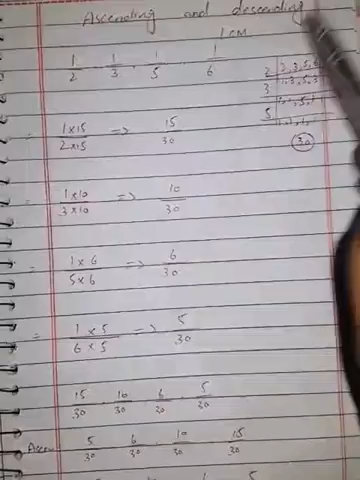 Ascending and descending
LCM
1/2 , 1/3 , 1/5 , 1/6
2 | 2, 3, 5, 6
3 | 1, 3, 5, 3
5 | 1, 1, 5, 1
1, 1, 1, 1
30
= 1×15/2×15 => 15/30
= 1×10/3×10 => 10/30
= 1×6/5×6 => 6/30
= 1×5/6×5 => 5/30
15/30 , 10/30 , 6/30 , 5/30
Ascen 5/30 6/30 10/30 15/30